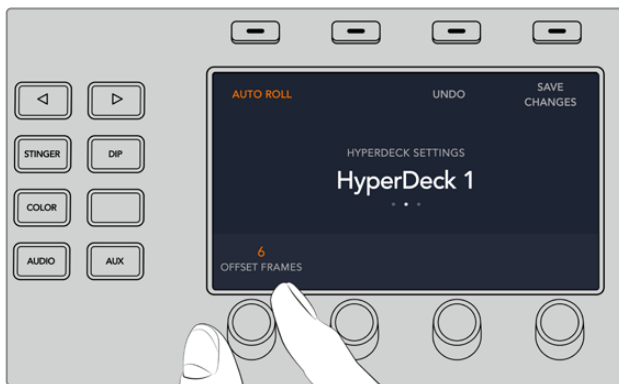 AUTO ROLL
UNDO
SAVE
CHANGES
STINGER
DIP
HYPERDECK SETTINGS
HyperDeck 1
COLOR
AUDIO
AUX
6
OFFSET FRAMES